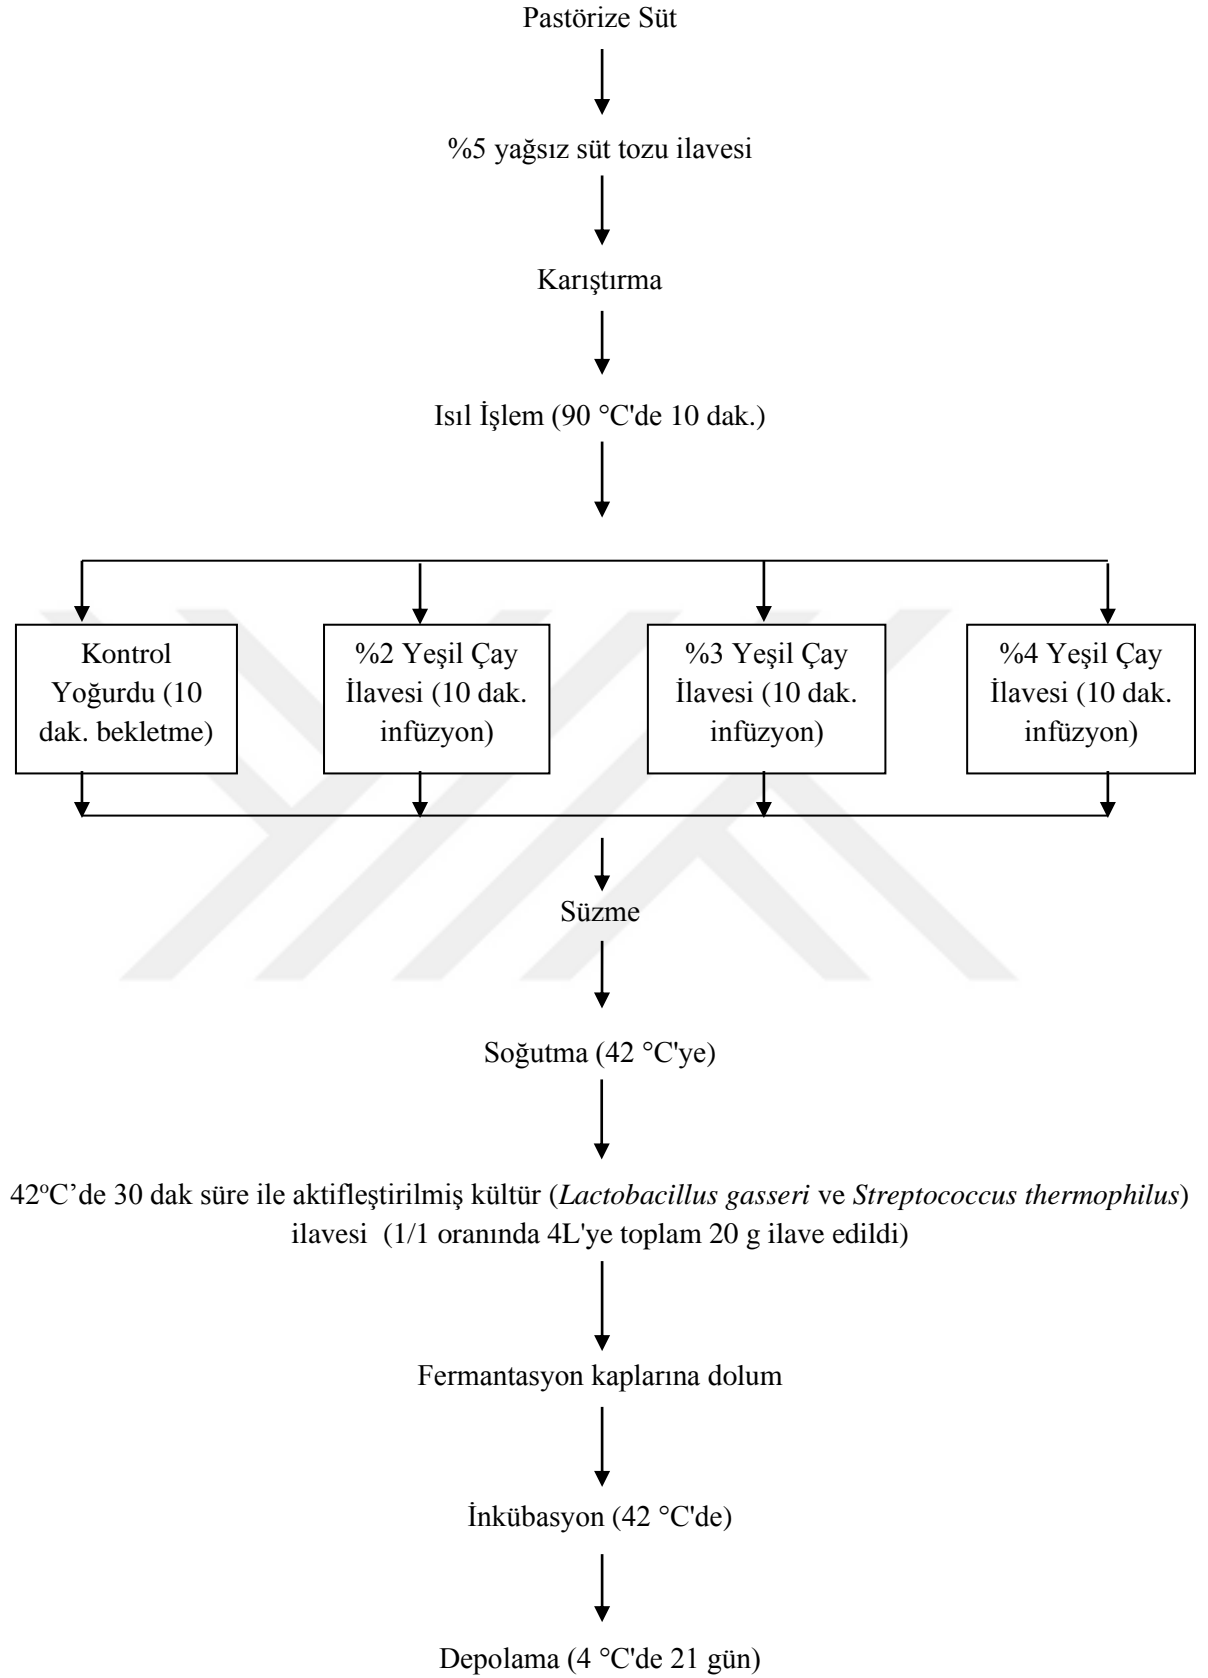 Pastörize Süt
%5 yağsız süt tozu ilavesi
Karıştırma
Isıl İşlem (90 °C'de 10 dak.)
Kontrol
Yoğurdu (10
dak. bekletme)
%2 Yeşil Çay
İlavesi (10 dak.
infüzyon)
%3 Yeşil Çay
İlavesi (10 dak.
infüzyon)
%4 Yeşil Çay
İlavesi (10 dak.
infüzyon)
Süzme
Soğutma (42 °C'ye)
42°C’de 30 dak süre ile aktifleştirilmiş kültür (Lactobacillus gasseri ve Streptococcus thermophilus)
ilavesi (1/1 oranında 4L'ye toplam 20 g ilave edildi)
Fermantasyon kaplarına dolum
İnkübasyon (42 °C'de)
Depolama (4 °C'de 21 gün)